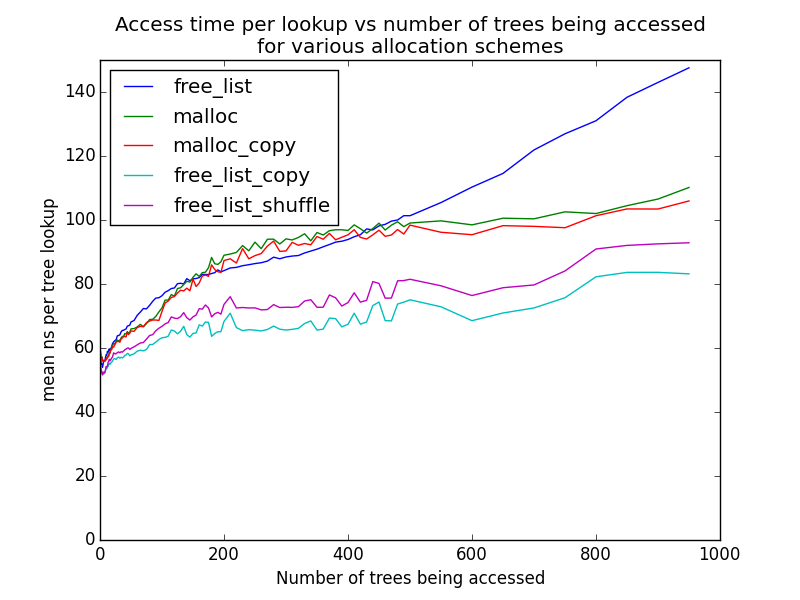 Access time per lookup vs number of trees being accessed
for various allocation schemes
free_list
malloc
malloc_copy
free_list_copy
free_list_shuffle
mean ns per tree lookup
140
120
100
80
60
40
20
0
0 200 400 600 800 1000
Number of trees being accessed